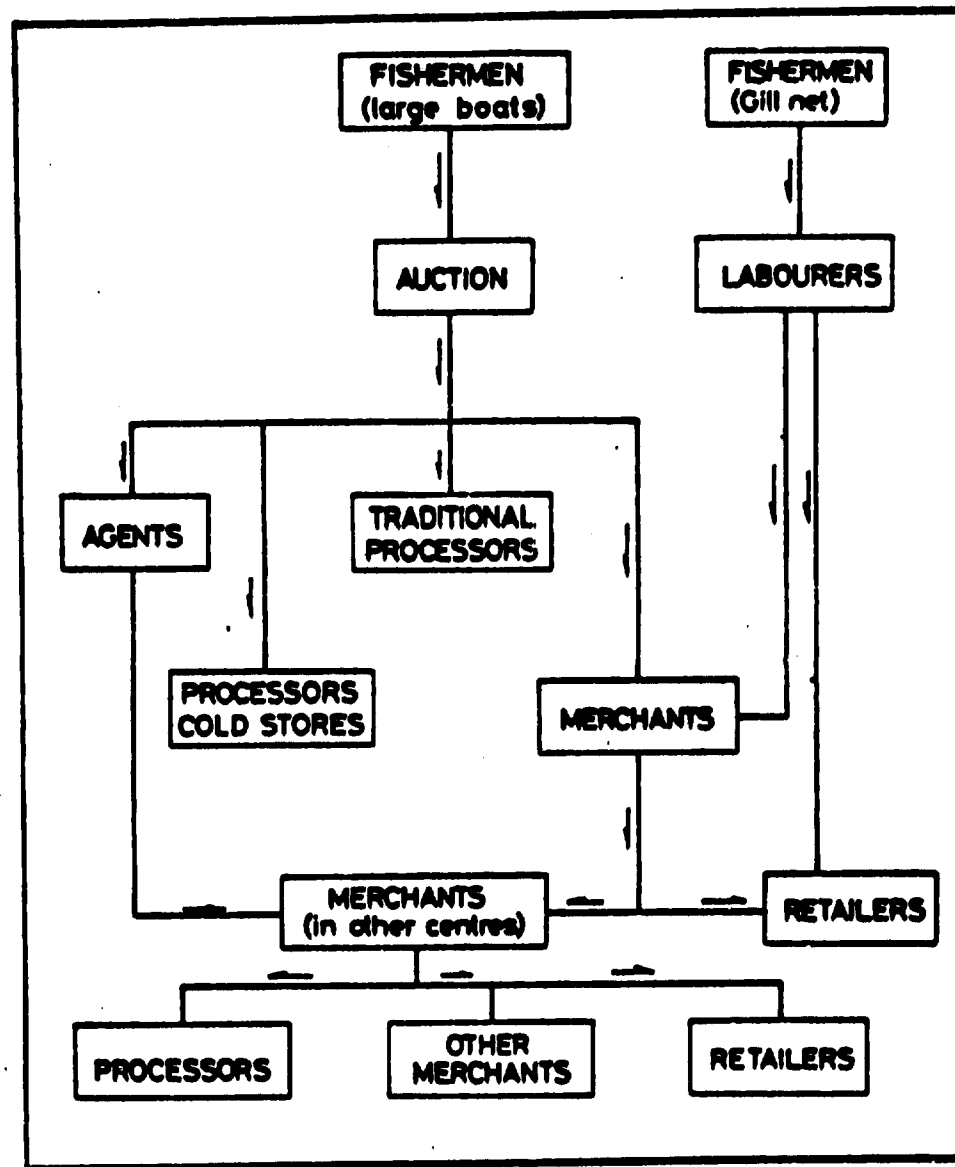 FISHERMEN
(large boats)
FISHERMEN
(Gill net)
AUCTION
LABOURERS
AGENTS
TRADITIONAL
PROCESSORS
PROCESSORS
COLD STORES
MERCHANTS
MERCHANTS
(in other centres)
RETAILERS
PROCESSORS
OTHER
MERCHANTS
RETAILERS